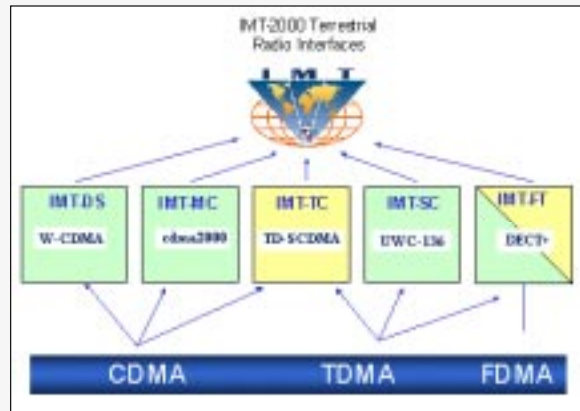 IMT-2000 Terrestrial
Radio Interfaces
I M T
IMT-DS
W-CDMA
IMT-MC
cdma2000
IMT-TC
TD-SCDMA
IMT-SC
UWC-136
IMT-FT
DECT+
CDMA
TDMA
FDMA